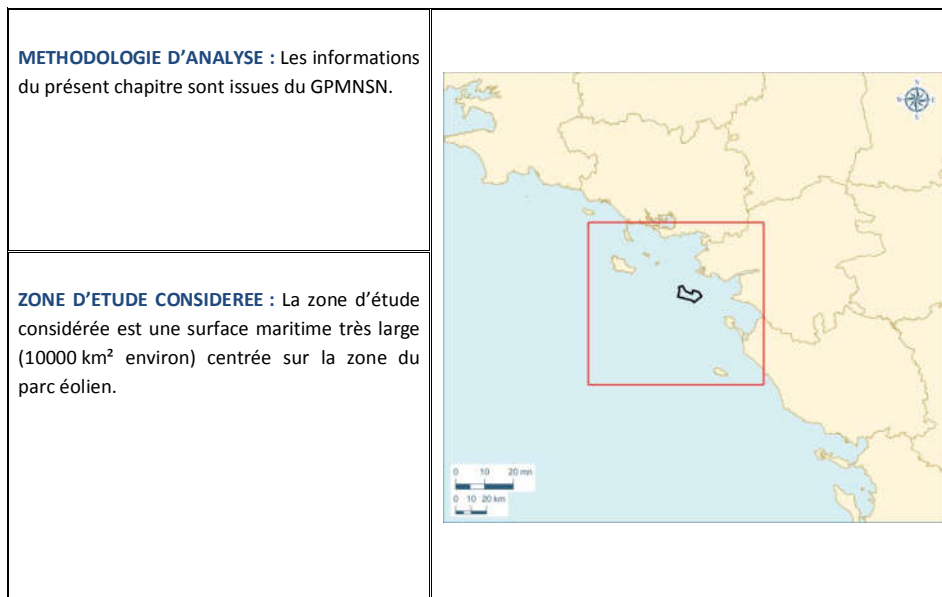 METHODOLOGIE D’ANALYSE : Les informations
du présent chapitre sont issues du GPMNSN.
ZONE D’ETUDE CONSIDEREE : La zone d’étude
considérée est une surface maritime très large
(10000 km² environ) centrée sur la zone du
parc éolien.
N
W E
S
0 10 20 mn
0 10 20 km